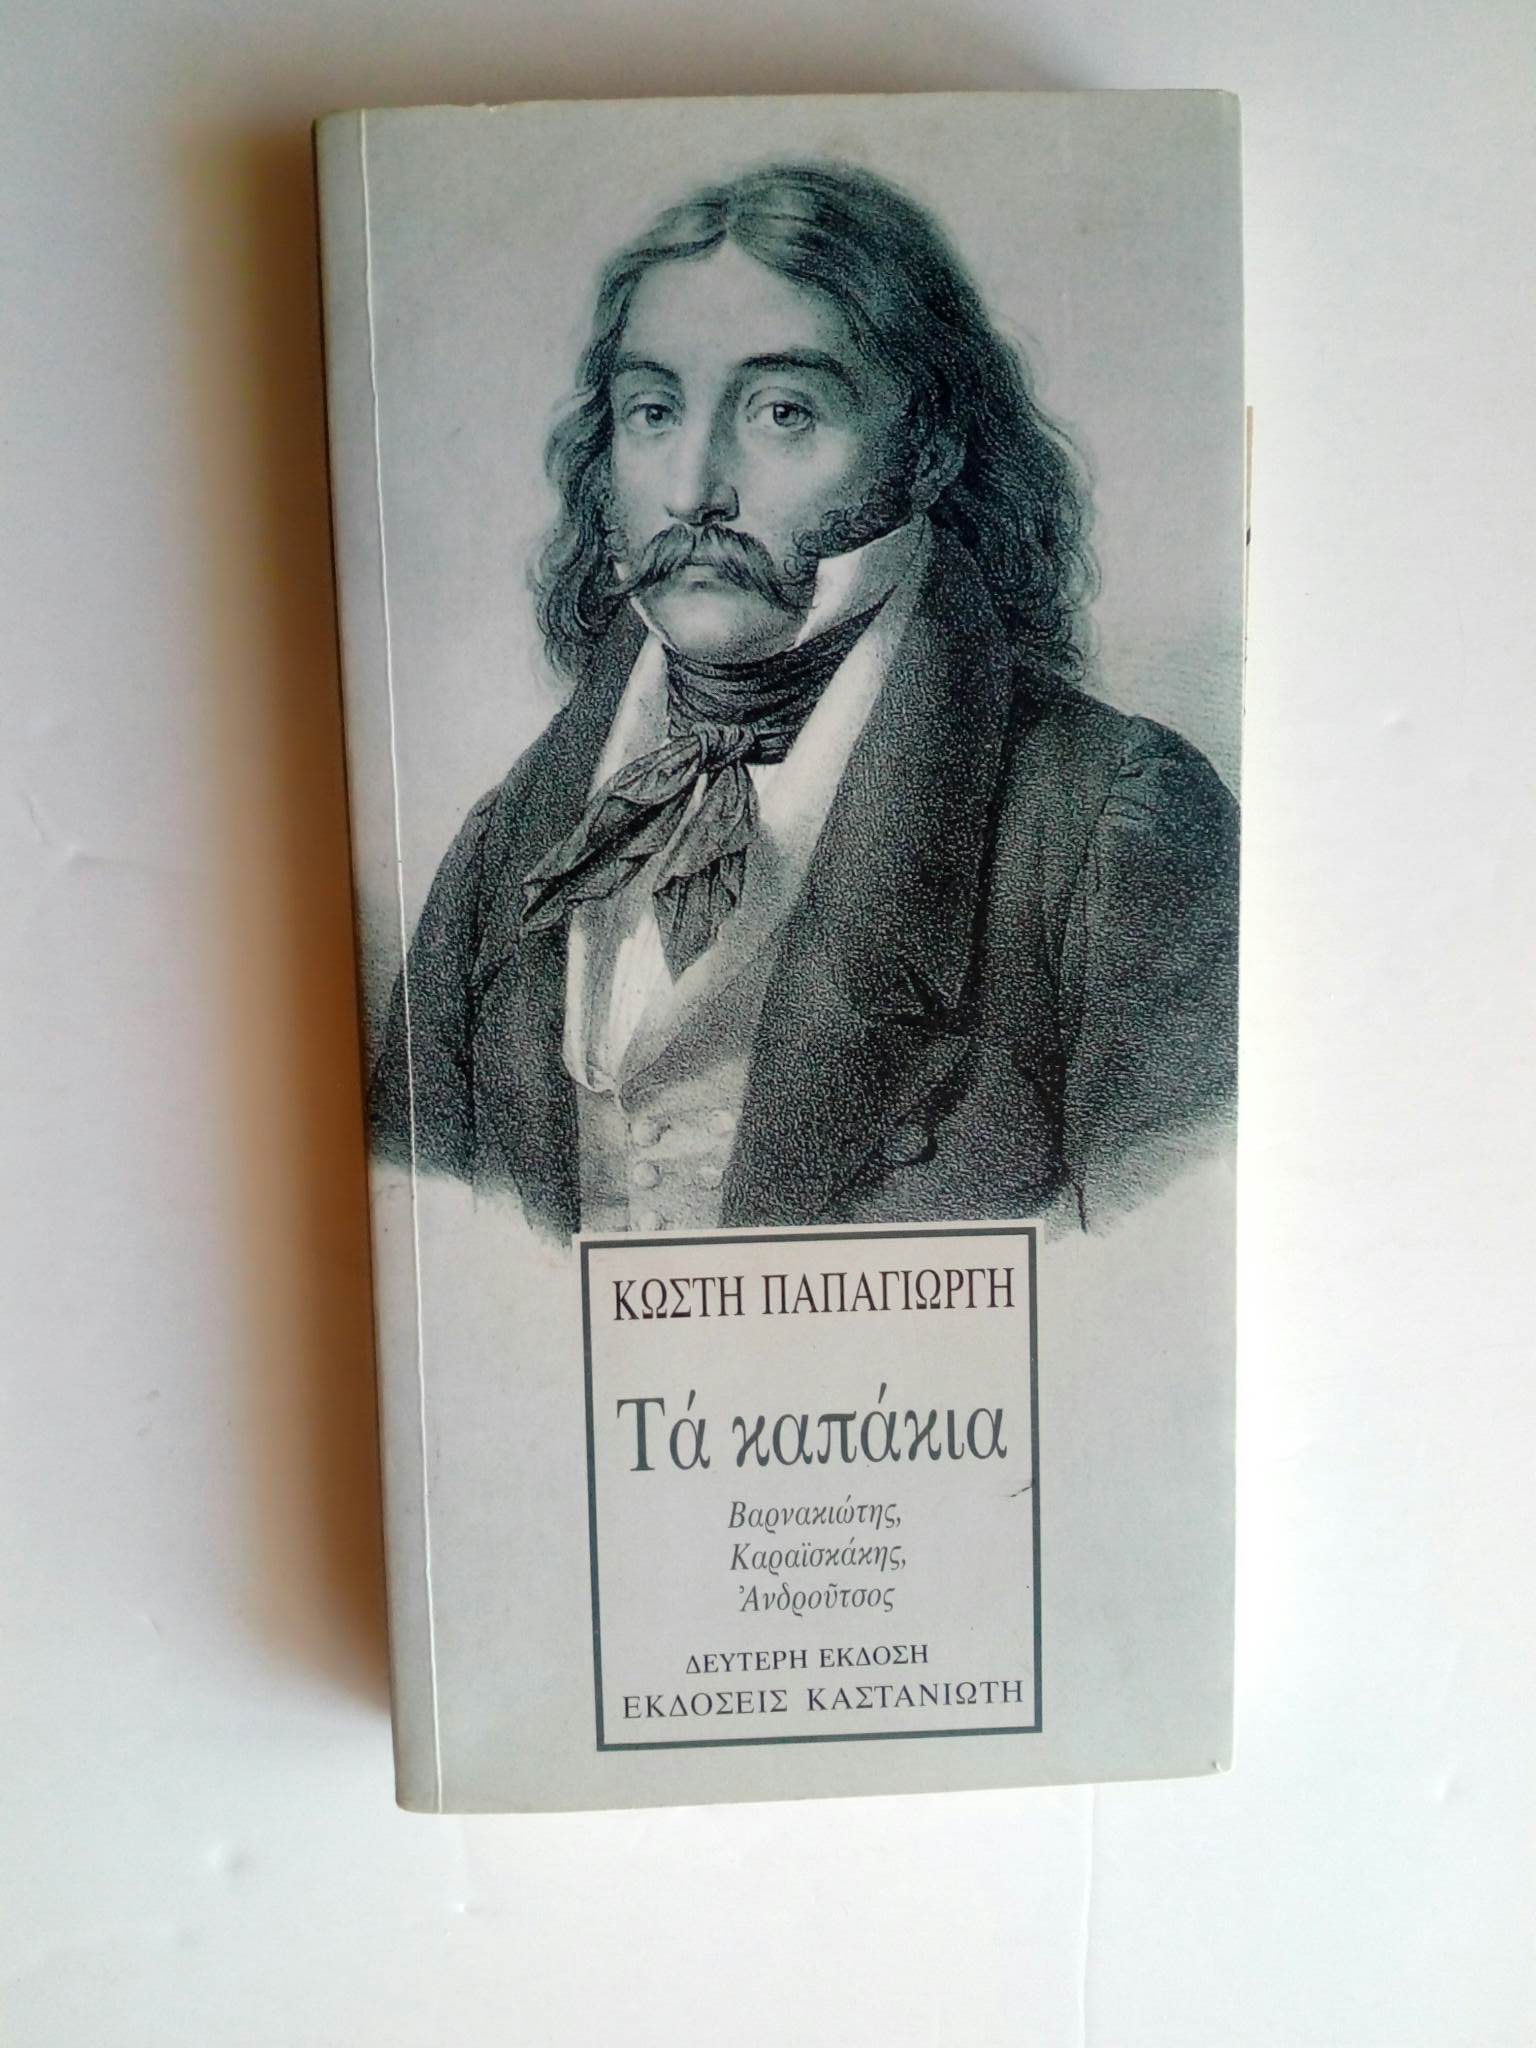 ΚΩΣΤΗ ΠΑΠΑΓΙΩΡΓΗ
Τά καπάκια
Βαρνακιώτης,
Καραϊσκάκης,
Ἀνδροῦτσος
ΔΕΥΤΕΡΗ ΕΚΔΟΣΗ
ΕΚΔΟΣΕΙΣ ΚΑΣΤΑΝΙΩΤΗ